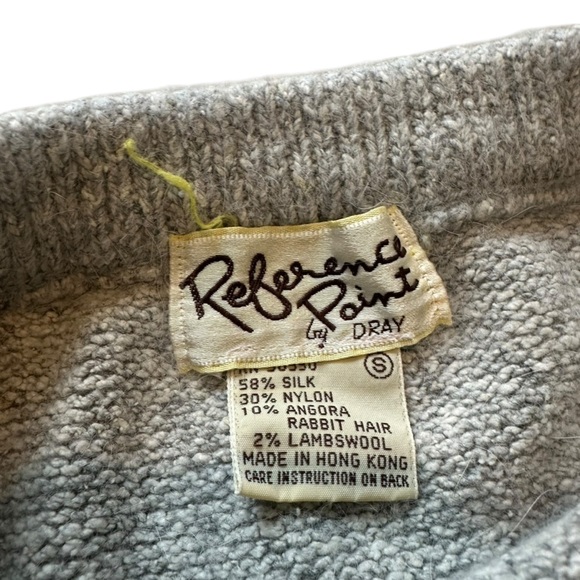 Reference
Point
by DRAY
S
58% SILK
30% NYLON
10% ANGORA
RABBIT HAIR
2% LAMBSWOOL
MADE IN HONG KONG
CARE INSTRUCTION ON BACK